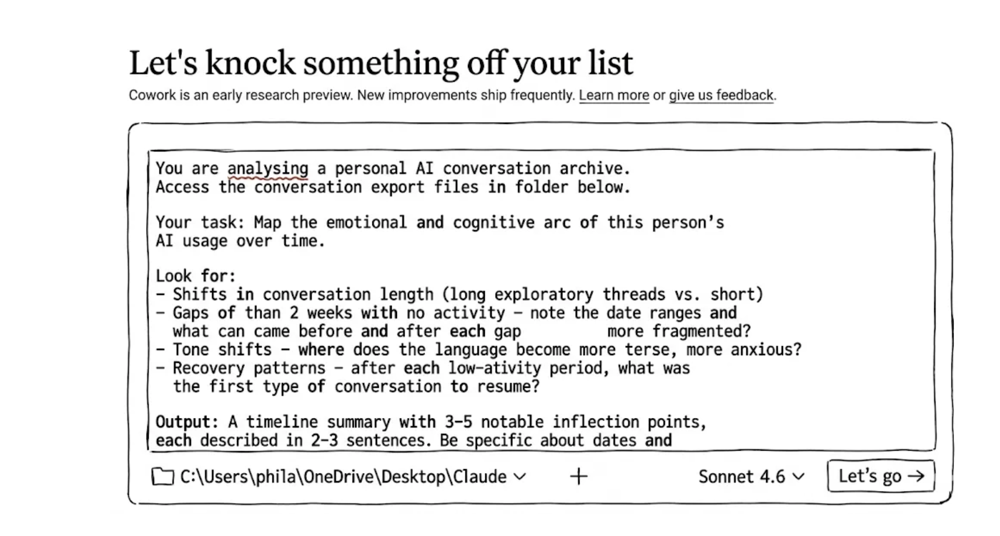 Let's knock something off your list
Cowork is an early research preview. New improvements ship frequently. Learn more or give us feedback.
You are analysing a personal AI conversation archive.
Access the conversation export files in folder below.
Your task: Map the emotional and cognitive arc of this person’s
AI usage over time.
Look for:
– Shifts in conversation length (long exploratory threads vs. short)
– Gaps of than 2 weeks with no activity – note the date ranges and
what can came before and after each gap more fragmented?
– Tone shifts – where does the language become more terse, more anxious?
– Recovery patterns – after each low-ativity period, what was
the first type of conversation to resume?
Output: A timeline summary with 3–5 notable inflection points,
each described in 2–3 sentences. Be specific about dates and
C:\Users\phila\OneDrive\Desktop\Claude + Sonnet 4.6 Let’s go →